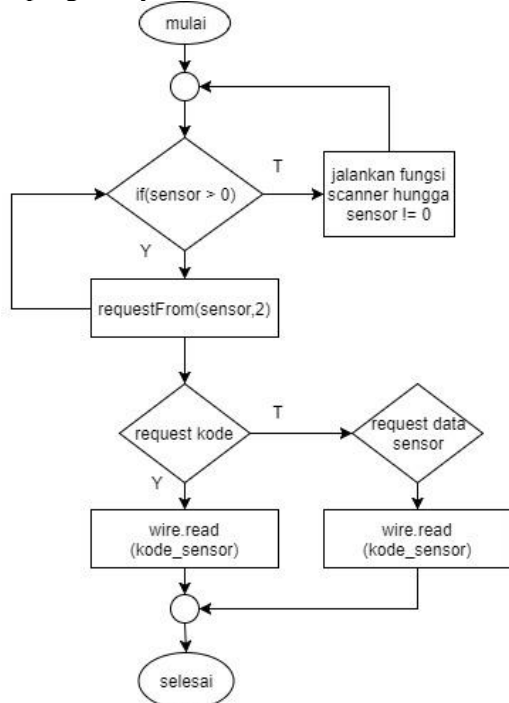 mulai
if(sensor > 0)
T
jalankan fungsi
scanner hungga
sensor != 0
Y
requestFrom(sensor,2)
request kode
T
request data
sensor
Y
wire.read
(kode_sensor)
wire.read
(kode_sensor)
selesai